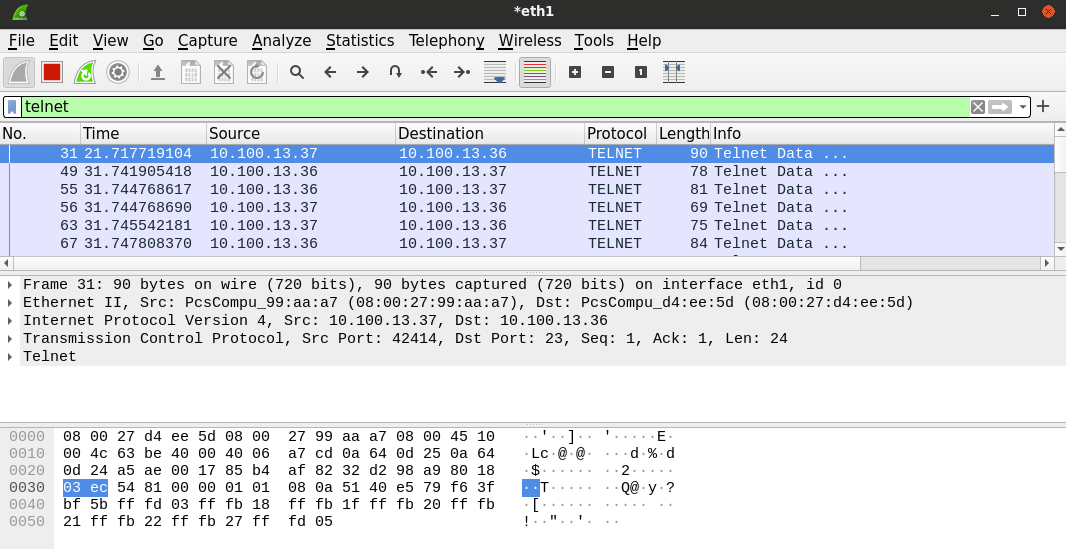 *eth1
File Edit View Go Capture Analyze Statistics Telephony Wireless Tools Help
telnet
No. Time Source Destination Protocol Length Info
31 21.717719104 10.100.13.37 10.100.13.36 TELNET 90 Telnet Data ...
49 31.741905418 10.100.13.36 10.100.13.37 TELNET 78 Telnet Data ...
55 31.744768617 10.100.13.36 10.100.13.37 TELNET 81 Telnet Data ...
56 31.744768690 10.100.13.37 10.100.13.36 TELNET 69 Telnet Data ...
63 31.745542181 10.100.13.37 10.100.13.36 TELNET 75 Telnet Data ...
67 31.747808370 10.100.13.36 10.100.13.37 TELNET 84 Telnet Data ...
Frame 31: 90 bytes on wire (720 bits), 90 bytes captured (720 bits) on interface eth1, id 0
Ethernet II, Src: PcsCompu_99:aa:a7 (08:00:27:99:aa:a7), Dst: PcsCompu_d4:ee:5d (08:00:27:d4:ee:5d)
Internet Protocol Version 4, Src: 10.100.13.37, Dst: 10.100.13.36
Transmission Control Protocol, Src Port: 42414, Dst Port: 23, Seq: 1, Ack: 1, Len: 24
Telnet
0000 08 00 27 d4 ee 5d 08 00 27 99 aa a7 08 00 45 10 ··'··]·· '·····E·
0010 00 4c 63 be 40 00 40 06 a7 cd 0a 64 0d 25 0a 64 ·Lc·@·@· ···d·%·d
0020 0d 24 a5 ae 00 17 85 b4 af 82 32 d2 98 a9 80 18 ·$······ ··2·····
0030 03 ec 54 81 00 00 01 01 08 0a 51 40 e5 79 f6 3f ··T····· ··Q@·y·?
0040 bf 5b ff fd 03 ff fb 18 ff fb 1f ff fb 20 ff fb ·[······ ····· ··
0050 21 ff fb 22 ff fb 27 ff fd 05 !··"··'· ··